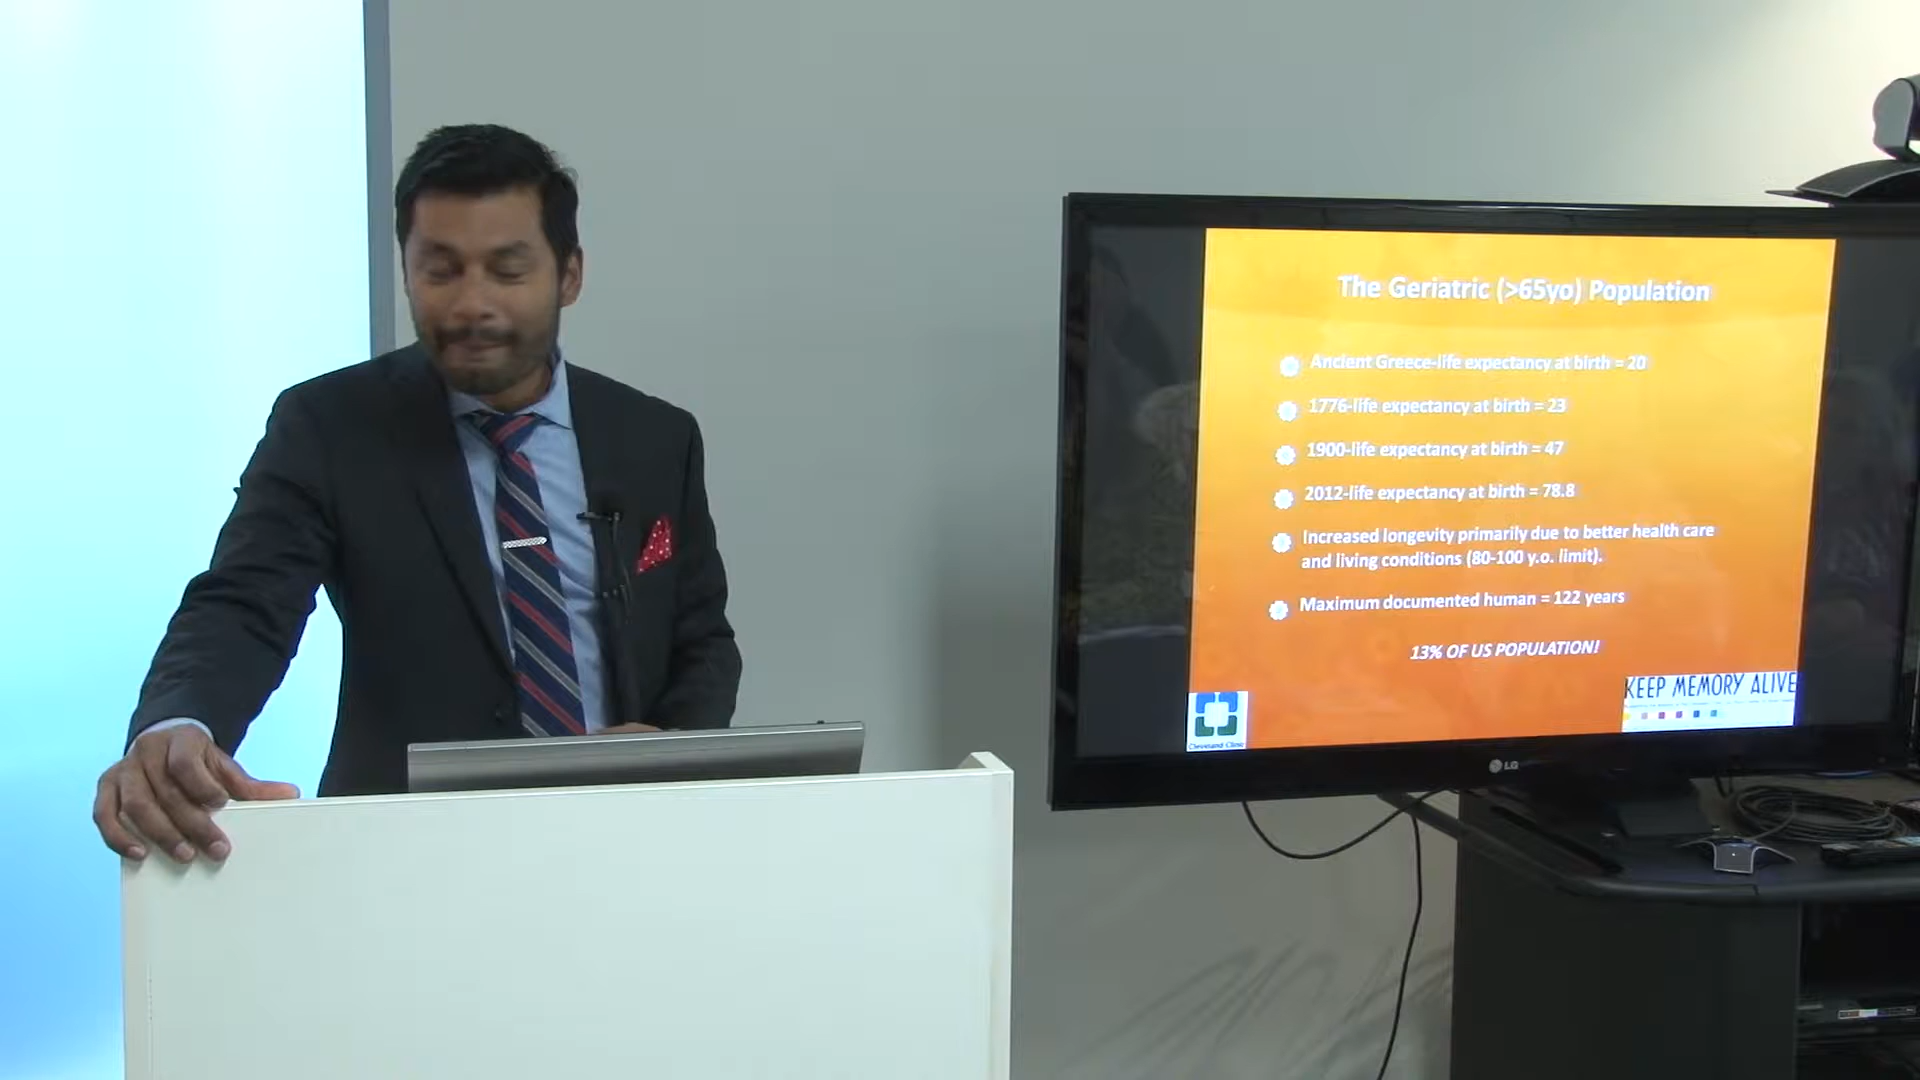 The Geriatric (>65yo) Population
Ancient Greece-life expectancy at birth = 20
1776-life expectancy at birth = 23
1900-life expectancy at birth = 47
2012-life expectancy at birth = 78.8
Increased longevity primarily due to better health care
and living conditions (80-100 y.o. limit).
Maximum documented human = 122 years
13% OF US POPULATION!
KEEP MEMORY ALIVE
Cleveland Clinic
LG